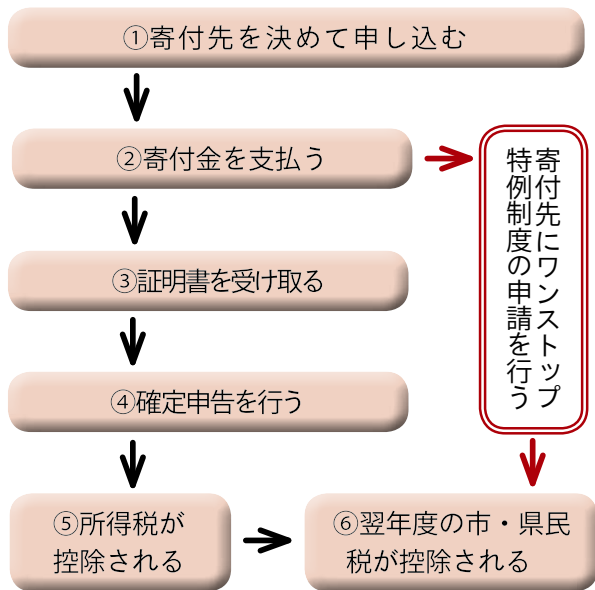 ①寄付先を決めて申し込む
②寄付金を支払う
寄付先にワンストップ
特例制度の申請を行う
③証明書を受け取る
④確定申告を行う
⑤所得税が
控除される
⑥翌年度の市・県民
税が控除される